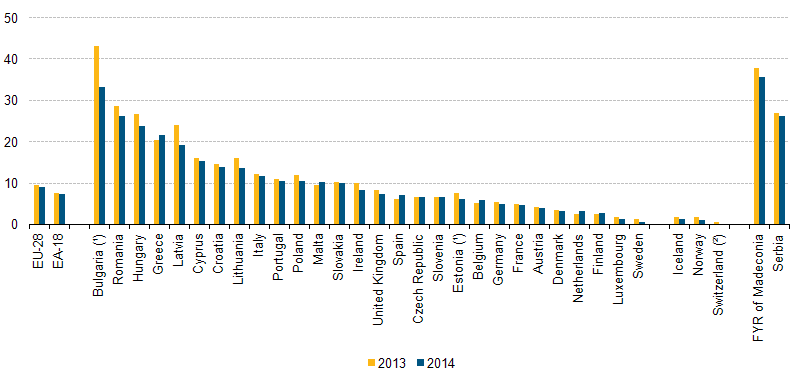 50
40
30
20
10
0
EU-28
EA-18
Bulgaria (¹)
Romania
Hungary
Greece
Latvia
Cyprus
Croatia
Lithuania
Italy
Portugal
Poland
Malta
Slovakia
Ireland
United Kingdom
Spain
Czech Republic
Slovenia
Estonia (¹)
Belgium
Germany
France
Austria
Denmark
Netherlands
Finland
Luxembourg
Sweden
Iceland
Norway
Switzerland (²)
FYR of Madeconia
Serbia
2013 2014